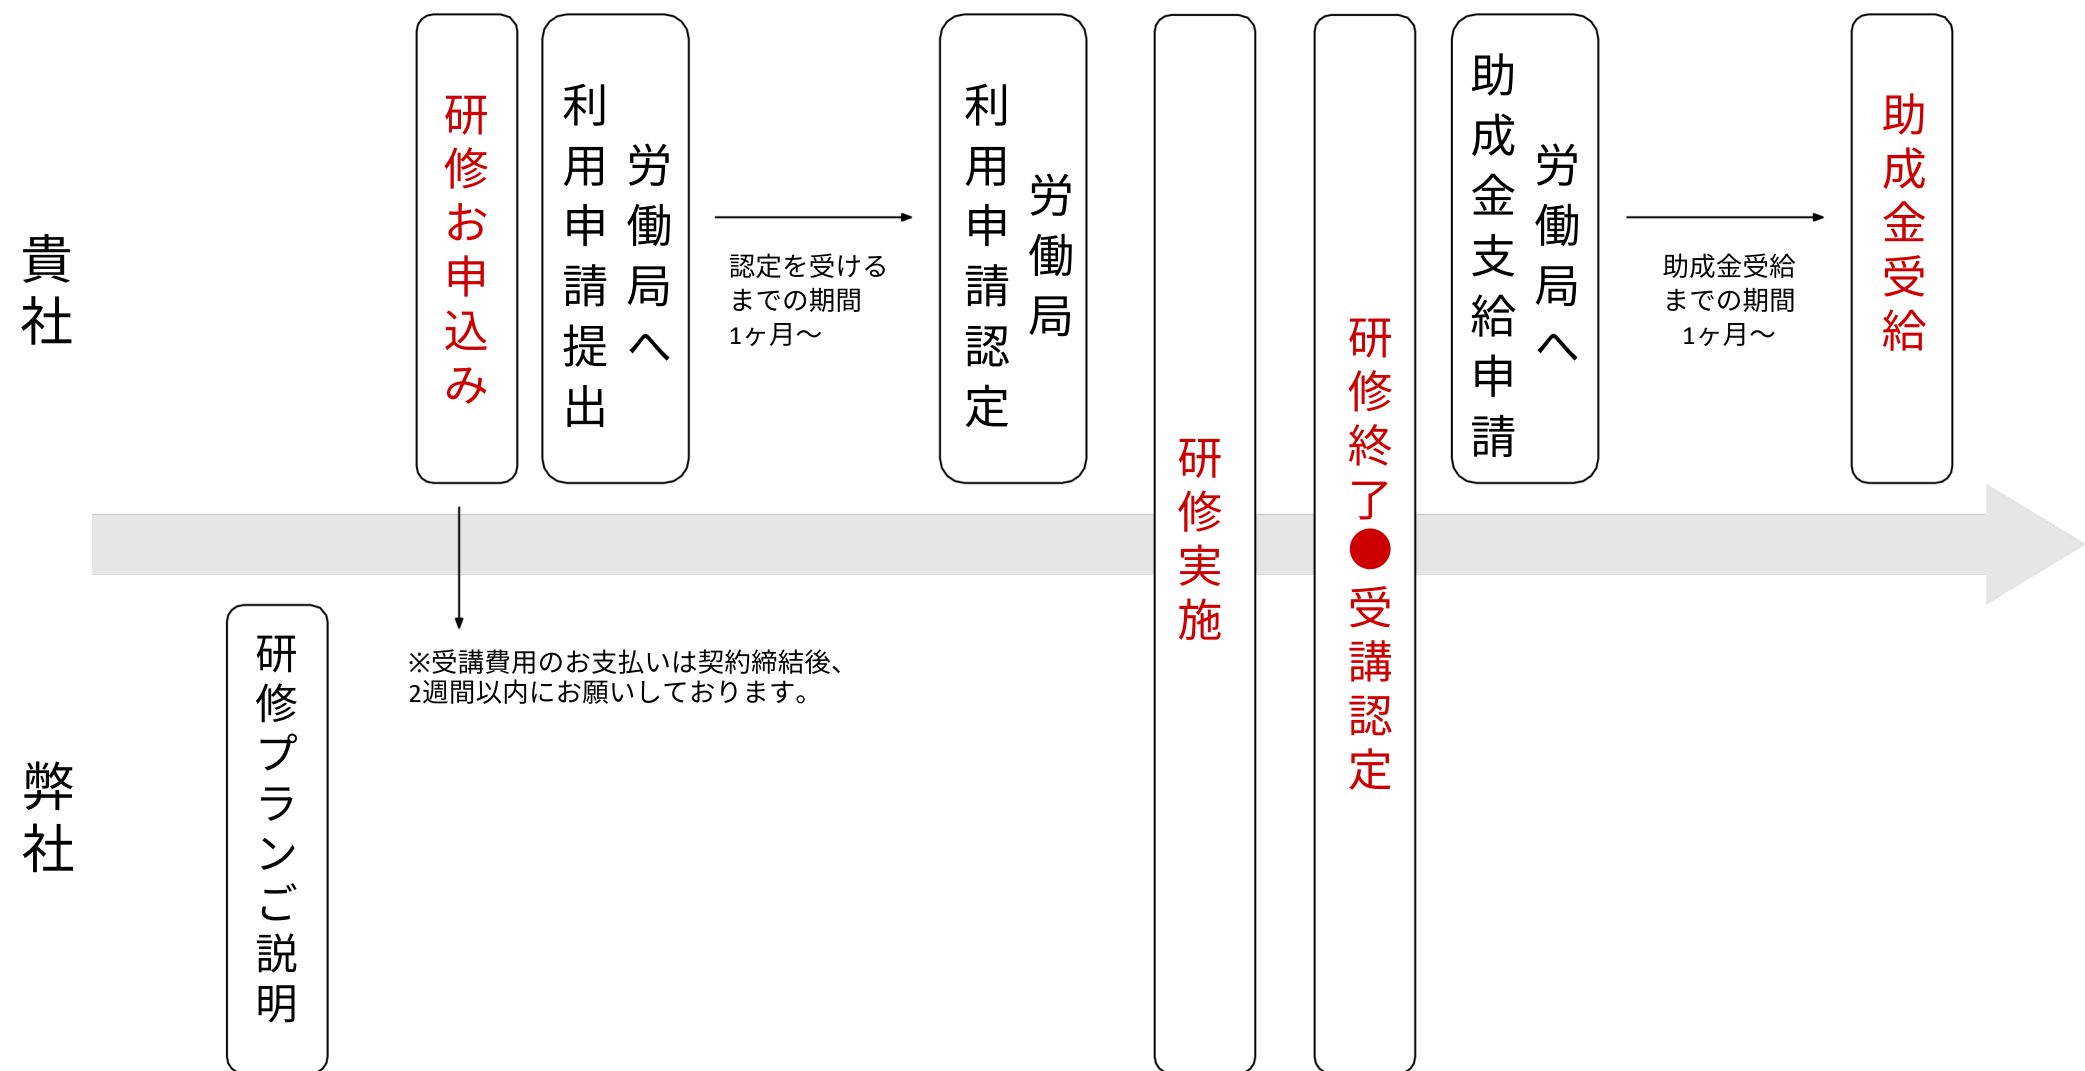 貴社
研修お申込み
労働局へ
利用申請提出
認定を受ける
までの期間
1ヶ月～
労働局
利用申請認定
研修実施
研修終了●受講認定
労働局へ
助成金支給申請
助成金受給
までの期間
1ヶ月～
助成金受給
弊社
研修プランご説明
※受講費用のお支払いは契約締結後、
2週間以内にお願いしております。